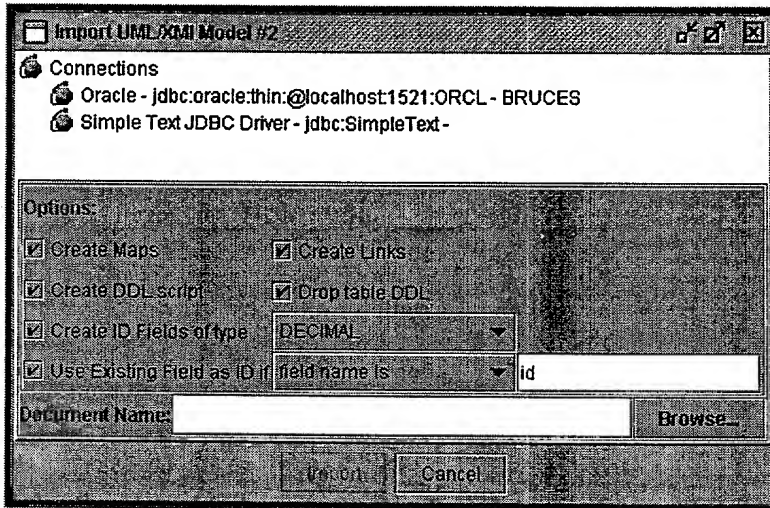 Import UML/XMI Model #2
Connections
Oracle - jdbc:oracle:thin:@localhost:1521:ORCL - BRUCES
Simple Text JDBC Driver - jdbc:SimpleText -
Options:
Create Maps Create Links
Create DDL script Drop table DDL
Create ID Fields of type DECIMAL
Use Existing Field as ID if field name is id
Document Name: Browse...
Import Cancel